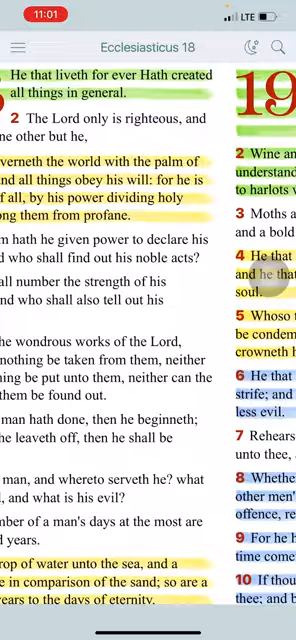 11:01
LTE
Ecclesiasticus 18
He that liveth for ever Hath created
all things in general.
2 The Lord only is righteous, and
ne other but he,
verneth the world with the palm of
nd all things obey his will: for he is
f all, by his power dividing holy
ong them from profane.
m hath he given power to declare his
d who shall find out his noble acts?
all number the strength of his
nd who shall also tell out his
he wondrous works of the Lord,
nothing be taken from them, neither
hing be put unto them, neither can the
them be found out.
man hath done, then he beginneth;
he leaveth off, then he shall be
man, and whereto serveth he? what
, and what is his evil?
mber of a man's days at the most are
d years.
rop of water unto the sea, and a
e in comparison of the sand; so are a
years to the days of eternity.
19
2 Wine an
understand
to harlots w
3 Moths a
and a bold
4 He that
and he tha
soul.
5 Whoso t
be condem
crowneth h
6 He that
strife; and
less evil.
7 Rehears
unto thee,
8 Whethe
other men'
offence, re
9 For he h
time come
10 If thou
thee; and b